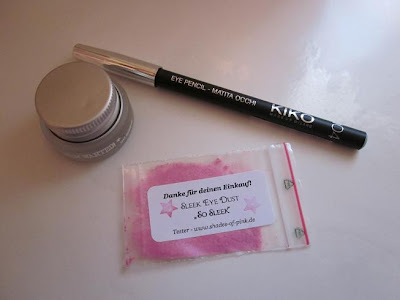 EYE PENCIL - MATITA OCCHI
KIKO
Danke für deinen Einkauf!
Sleek Eye Dust
„So Sleek"
Tester - www.shades-of-pink.de